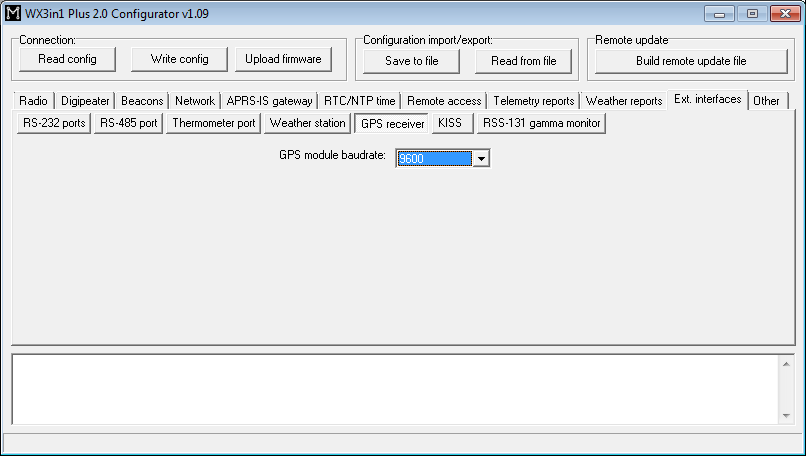 WX3in1 Plus 2.0 Configurator v1.09
Connection:
Read config
Write config
Upload firmware
Configuration import/export:
Save to file
Read from file
Remote update
Build remote update file
Radio
Digipeater
Beacons
Network
APRS-IS gateway
RTC/NTP time
Remote access
Telemetry reports
Weather reports
Ext. interfaces
Other
RS-232 ports
RS-485 port
Thermometer port
Weather station
GPS receiver
KISS
RSS-131 gamma monitor
GPS module baudrate:
9600